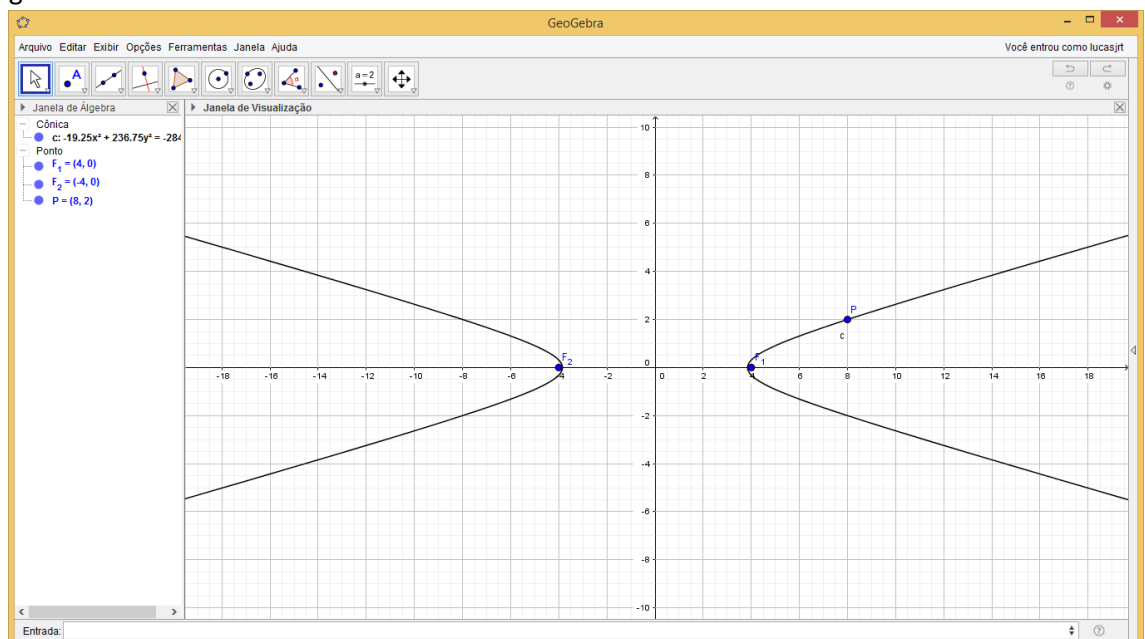 GeoGebra
Arquivo Editar Exibir Opções Ferramentas Janela Ajuda
Você entrou como lucasjrt
A
α
a=2
Janela de Álgebra
Janela de Visualização
Cônica
c: -19.25x² + 236.75y² = -284
Ponto
F₁ = (4, 0)
F₂ = (-4, 0)
P = (8, 2)
10
8
6
4
2
0
-2
-4
-6
-8
-10
-18 -16 -14 -12 -10 -8 -6 -4 -2 0 2 4 6 8 10 12 14 16 18
P
c
F₂
F₁
Entrada: